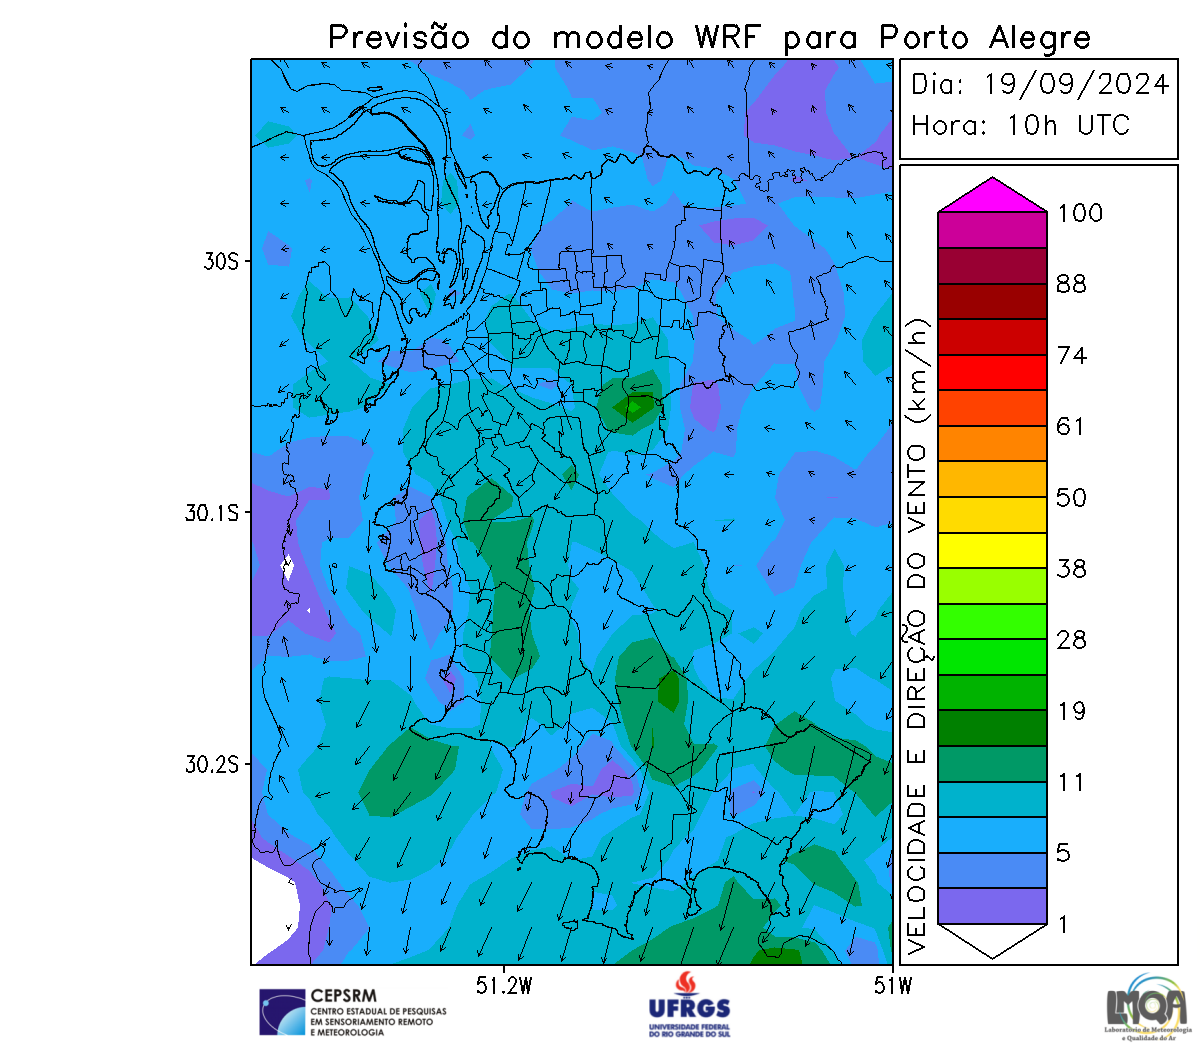 Previsão do modelo WRF para Porto Alegre
Dia: 19/09/2024
Hora: 10h UTC
100
88
74
61
50
38
28
19
11
5
1
VELOCIDADE E DIREÇÃO DO VENTO (km/h)
30S
30.1S
30.2S
51.2W
51W
CEPSRM
CENTRO ESTADUAL DE PESQUISAS
EM SENSORIAMENTO REMOTO
E METEOROLOGIA
UFRGS
UNIVERSIDADE FEDERAL
DO RIO GRANDE DO SUL
LMQA
Laboratório de Meteorologia
e Qualidade do Ar